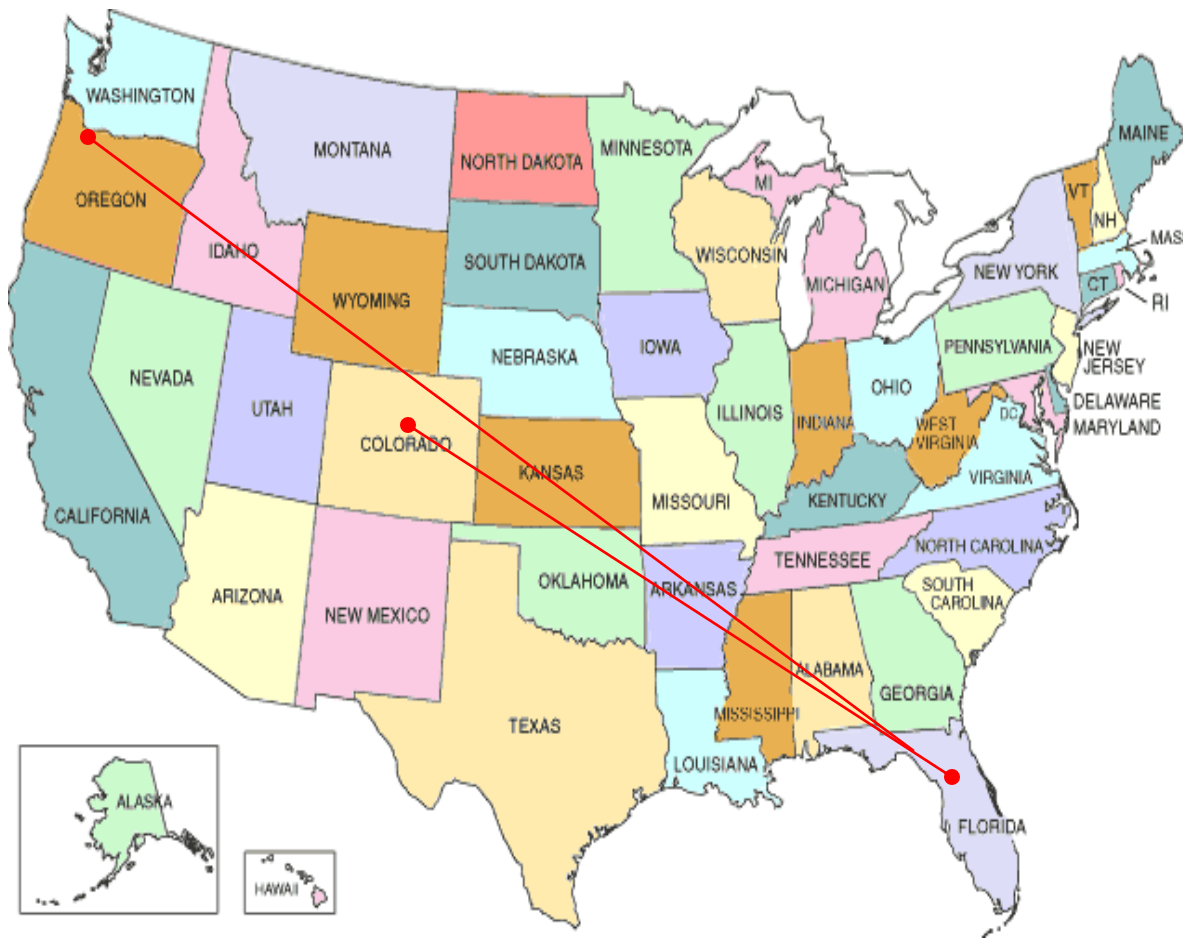 WASHINGTON
MONTANA
NORTH DAKOTA
MINNESOTA
MAINE
OREGON
IDAHO
SOUTH DAKOTA
WISCONSIN
MI
VT
NH
MAS
NEW YORK
CT
RI
MICHIGAN
WYOMING
NEBRASKA
IOWA
PENNSYLVANIA
NEW
JERSEY
NEVADA
UTAH
COLORADO
ILLINOIS
INDIANA
OHIO
WEST
VIRGINIA
DC
DELAWARE
MARYLAND
KANSAS
MISSOURI
KENTUCKY
VIRGINIA
CALIFORNIA
ARIZONA
NEW MEXICO
OKLAHOMA
ARKANSAS
TENNESSEE
NORTH CAROLINA
SOUTH
CAROLINA
TEXAS
LOUISIANA
MISSISSIPPI
ALABAMA
GEORGIA
FLORIDA
ALASKA
HAWAII